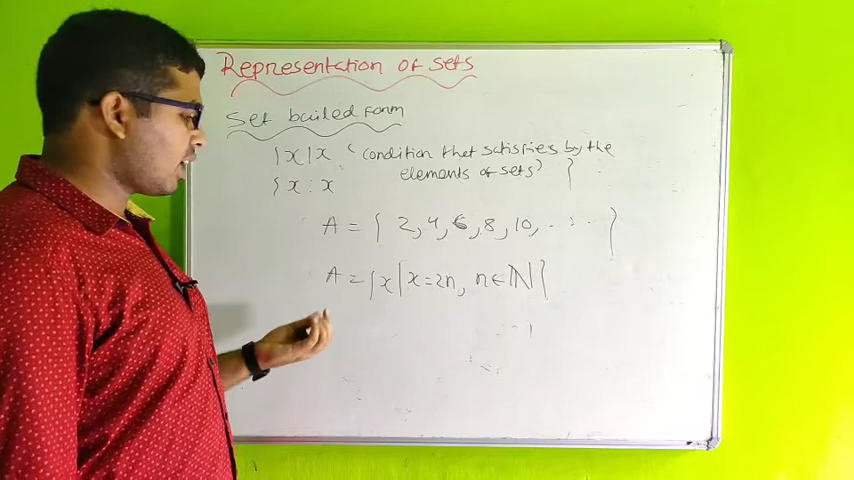 Representation of sets
Set builed form
{x|x (condition that satisfies by the
{x : x elements of sets) }
A = { 2, 4, 6, 8, 10, ... }
A = {x|x=2n, n∈ℕ}